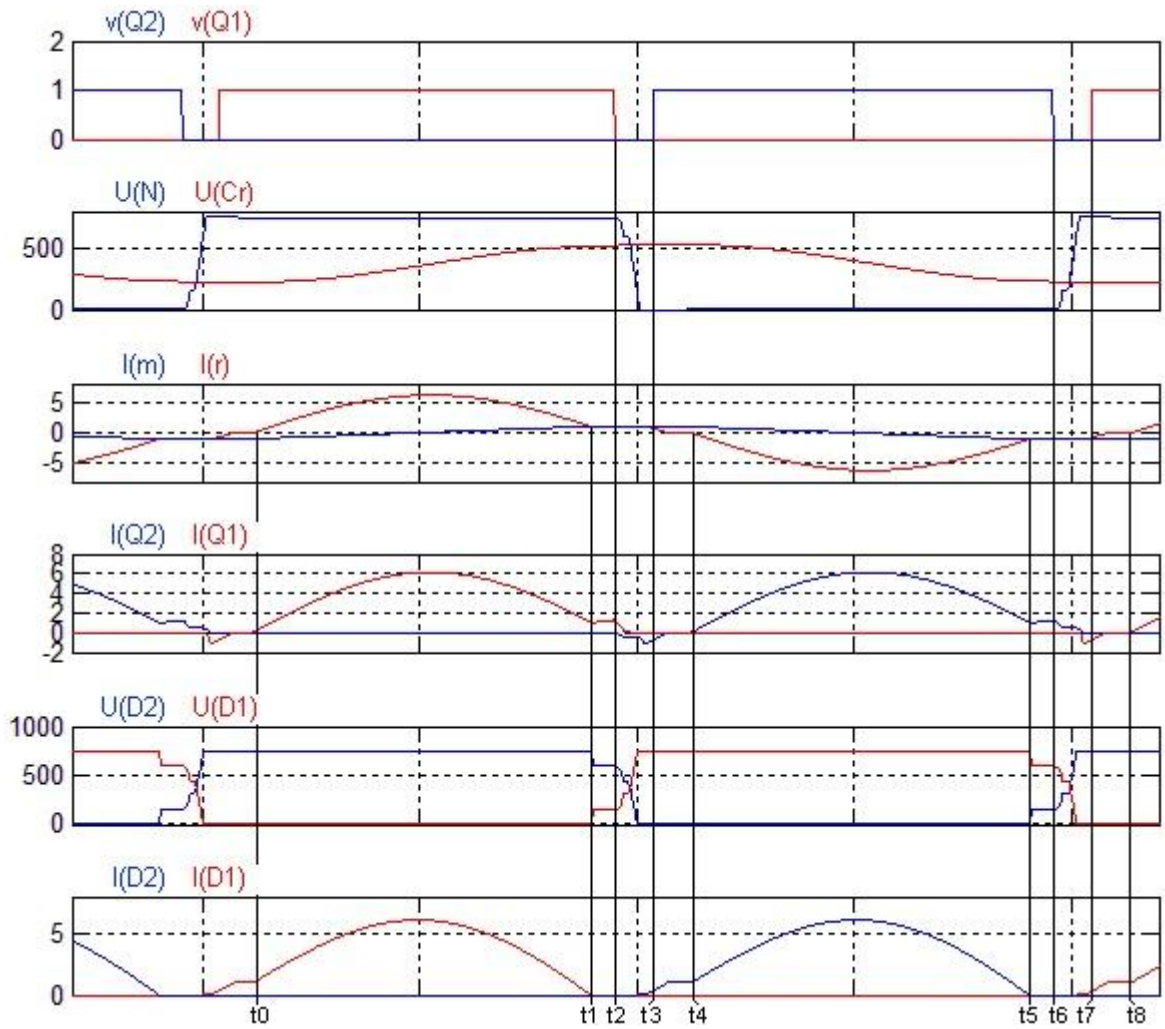 v(Q2) v(Q1)
2
1
0
U(N) U(Cr)
500
0
I(m) I(r)
5
0
-5
I(Q2) I(Q1)
8
6
4
2
0
-2
U(D2) U(D1)
1000
500
0
I(D2) I(D1)
5
0
t0 t1 t2 t3 t4 t5 t6 t7 t8